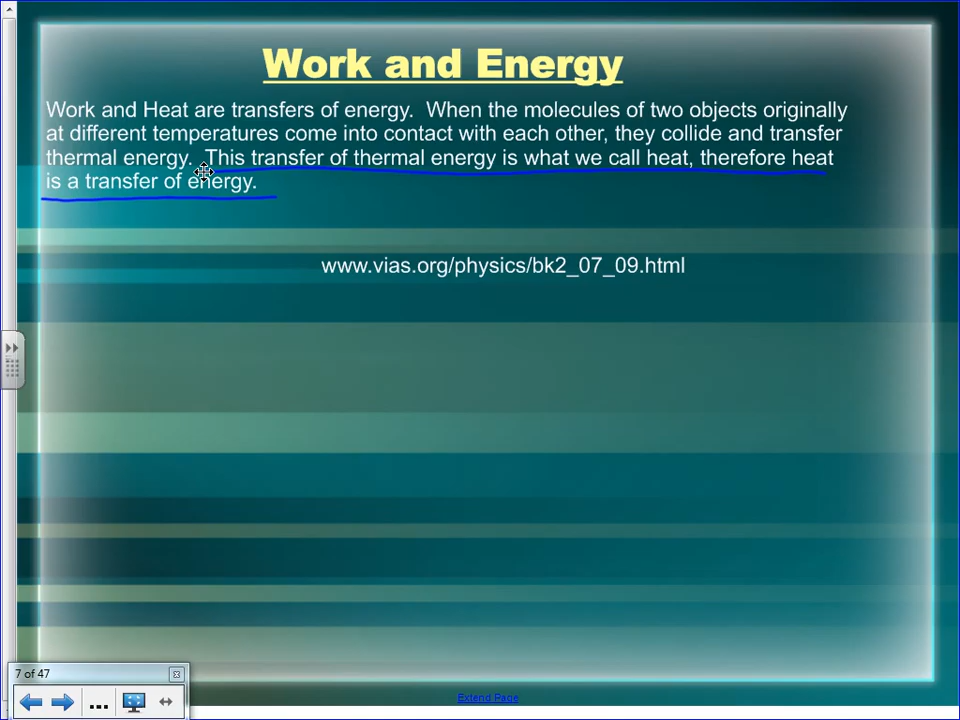 Work and Energy
Work and Heat are transfers of energy.  When the molecules of two objects originally
at different temperatures come into contact with each other, they collide and transfer
thermal energy.  This transfer of thermal energy is what we call heat, therefore heat
is a transfer of energy.
www.vias.org/physics/bk2_07_09.html
7 of 47
...
Extend Page